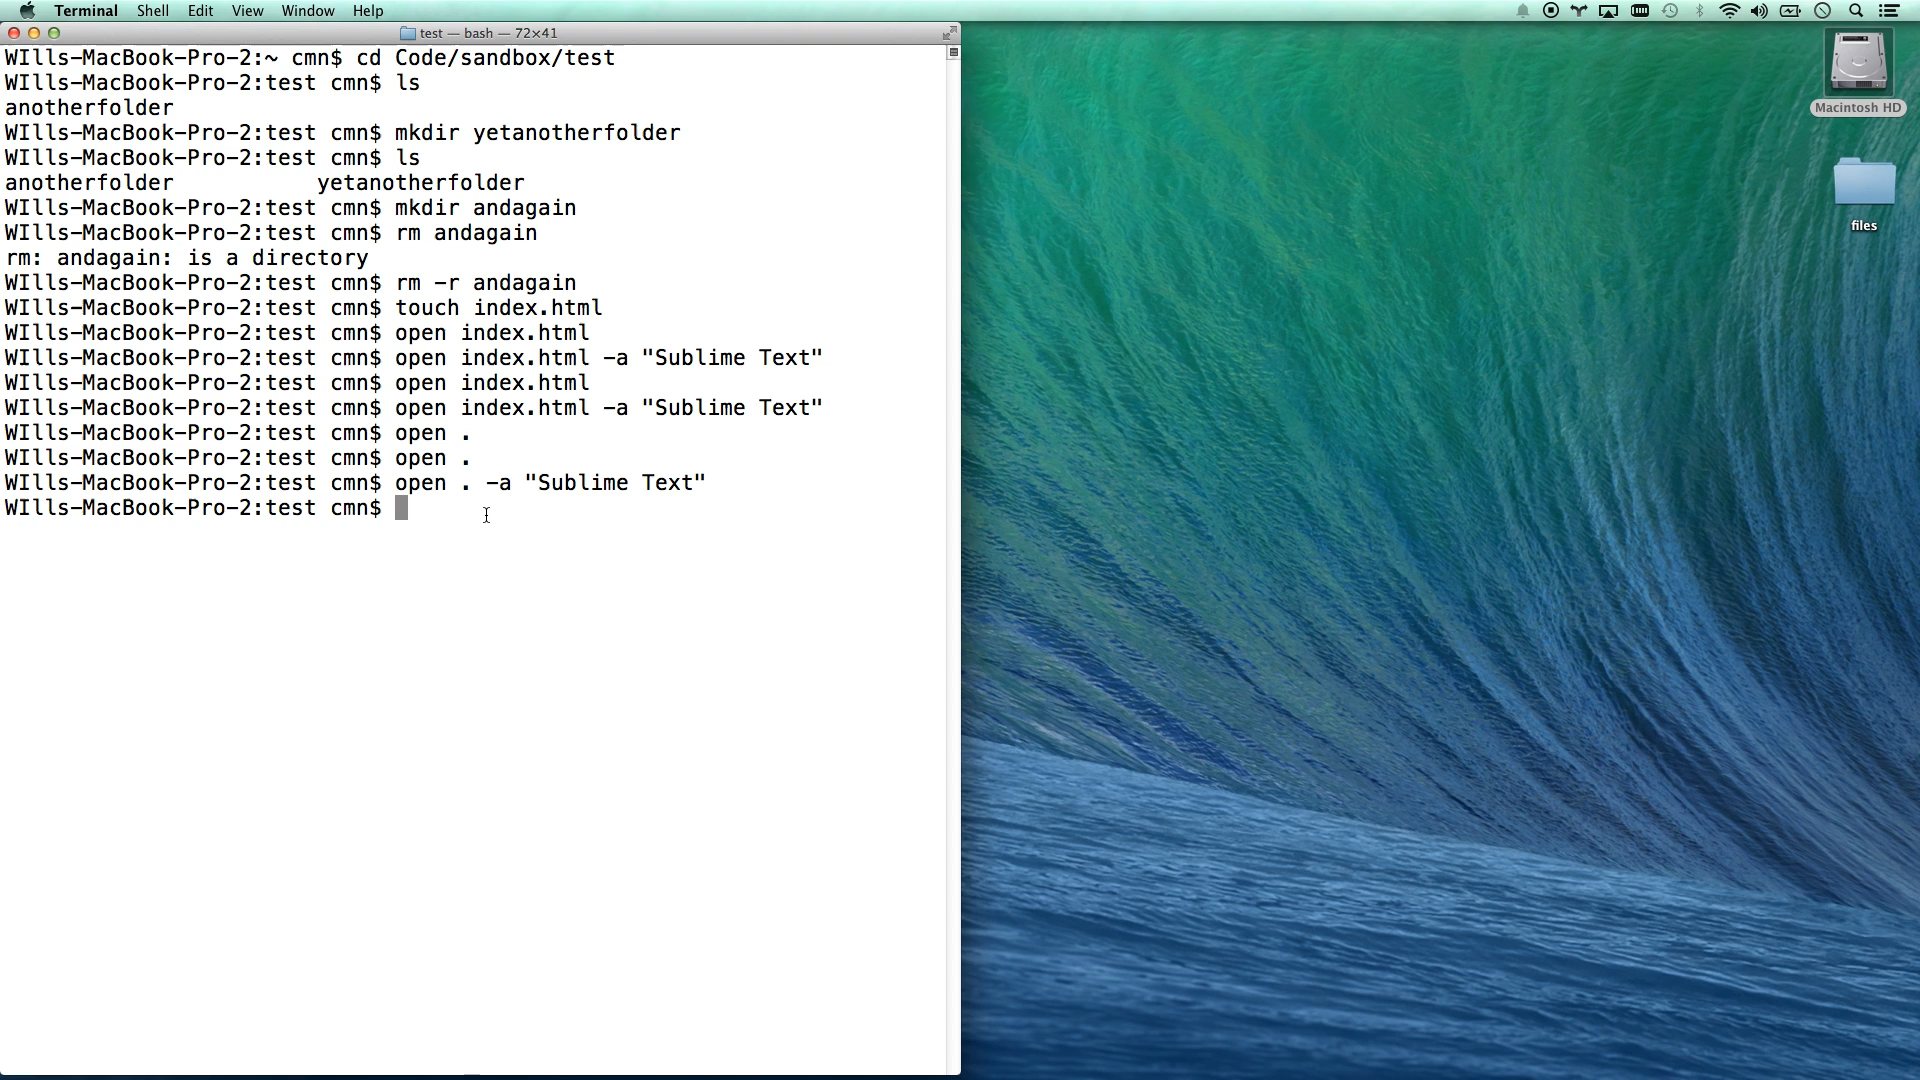 Terminal Shell Edit View Window Help
test — bash — 72×41
WIlls-MacBook-Pro-2:~ cmn$ cd Code/sandbox/test
WIlls-MacBook-Pro-2:test cmn$ ls
anotherfolder
WIlls-MacBook-Pro-2:test cmn$ mkdir yetanotherfolder
WIlls-MacBook-Pro-2:test cmn$ ls
anotherfolder yetanotherfolder
WIlls-MacBook-Pro-2:test cmn$ mkdir andagain
WIlls-MacBook-Pro-2:test cmn$ rm andagain
rm: andagain: is a directory
WIlls-MacBook-Pro-2:test cmn$ rm -r andagain
WIlls-MacBook-Pro-2:test cmn$ touch index.html
WIlls-MacBook-Pro-2:test cmn$ open index.html
WIlls-MacBook-Pro-2:test cmn$ open index.html -a "Sublime Text"
WIlls-MacBook-Pro-2:test cmn$ open index.html
WIlls-MacBook-Pro-2:test cmn$ open index.html -a "Sublime Text"
WIlls-MacBook-Pro-2:test cmn$ open .
WIlls-MacBook-Pro-2:test cmn$ open .
WIlls-MacBook-Pro-2:test cmn$ open . -a "Sublime Text"
WIlls-MacBook-Pro-2:test cmn$
Macintosh HD
files